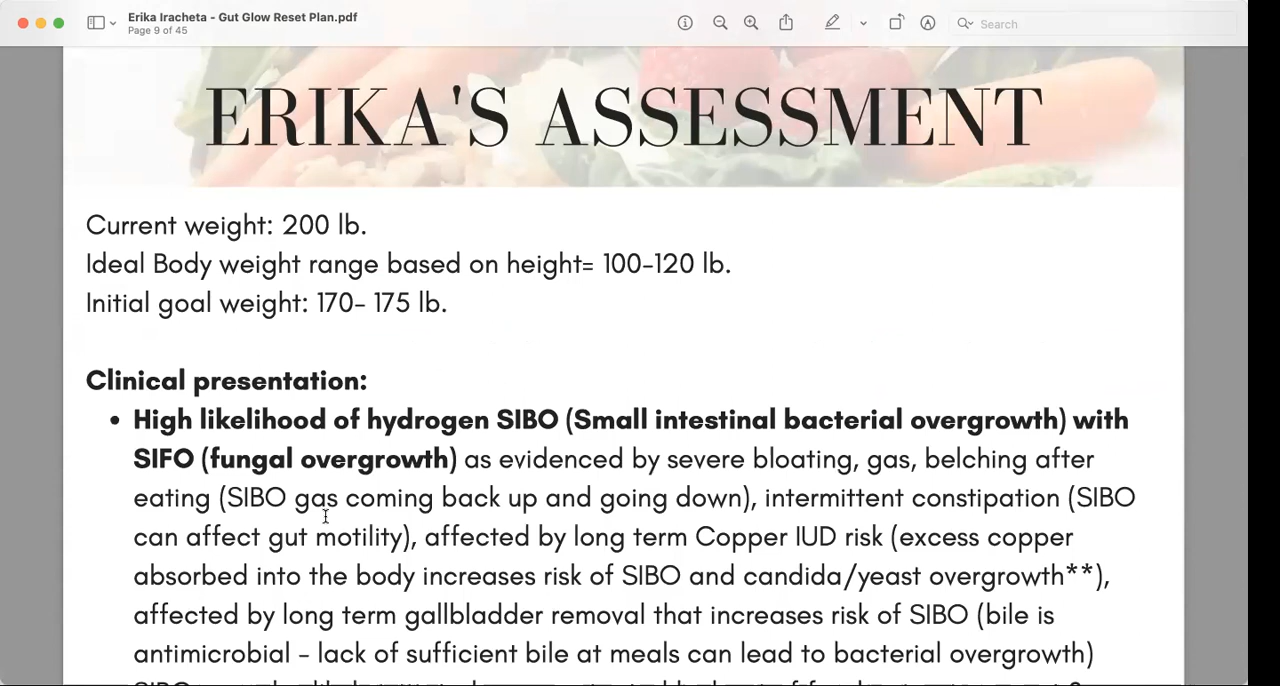 Erika Iracheta - Gut Glow Reset Plan.pdf
Page 9 of 45
Search
ERIKA'S ASSESSMENT
Current weight: 200 lb.
Ideal Body weight range based on height= 100-120 lb.
Initial goal weight: 170- 175 lb.
Clinical presentation:
• High likelihood of hydrogen SIBO (Small intestinal bacterial overgrowth) with
SIFO (fungal overgrowth) as evidenced by severe bloating, gas, belching after
eating (SIBO gas coming back up and going down), intermittent constipation (SIBO
can affect gut motility), affected by long term Copper IUD risk (excess copper
absorbed into the body increases risk of SIBO and candida/yeast overgrowth**),
affected by long term gallbladder removal that increases risk of SIBO (bile is
antimicrobial - lack of sufficient bile at meals can lead to bacterial overgrowth)